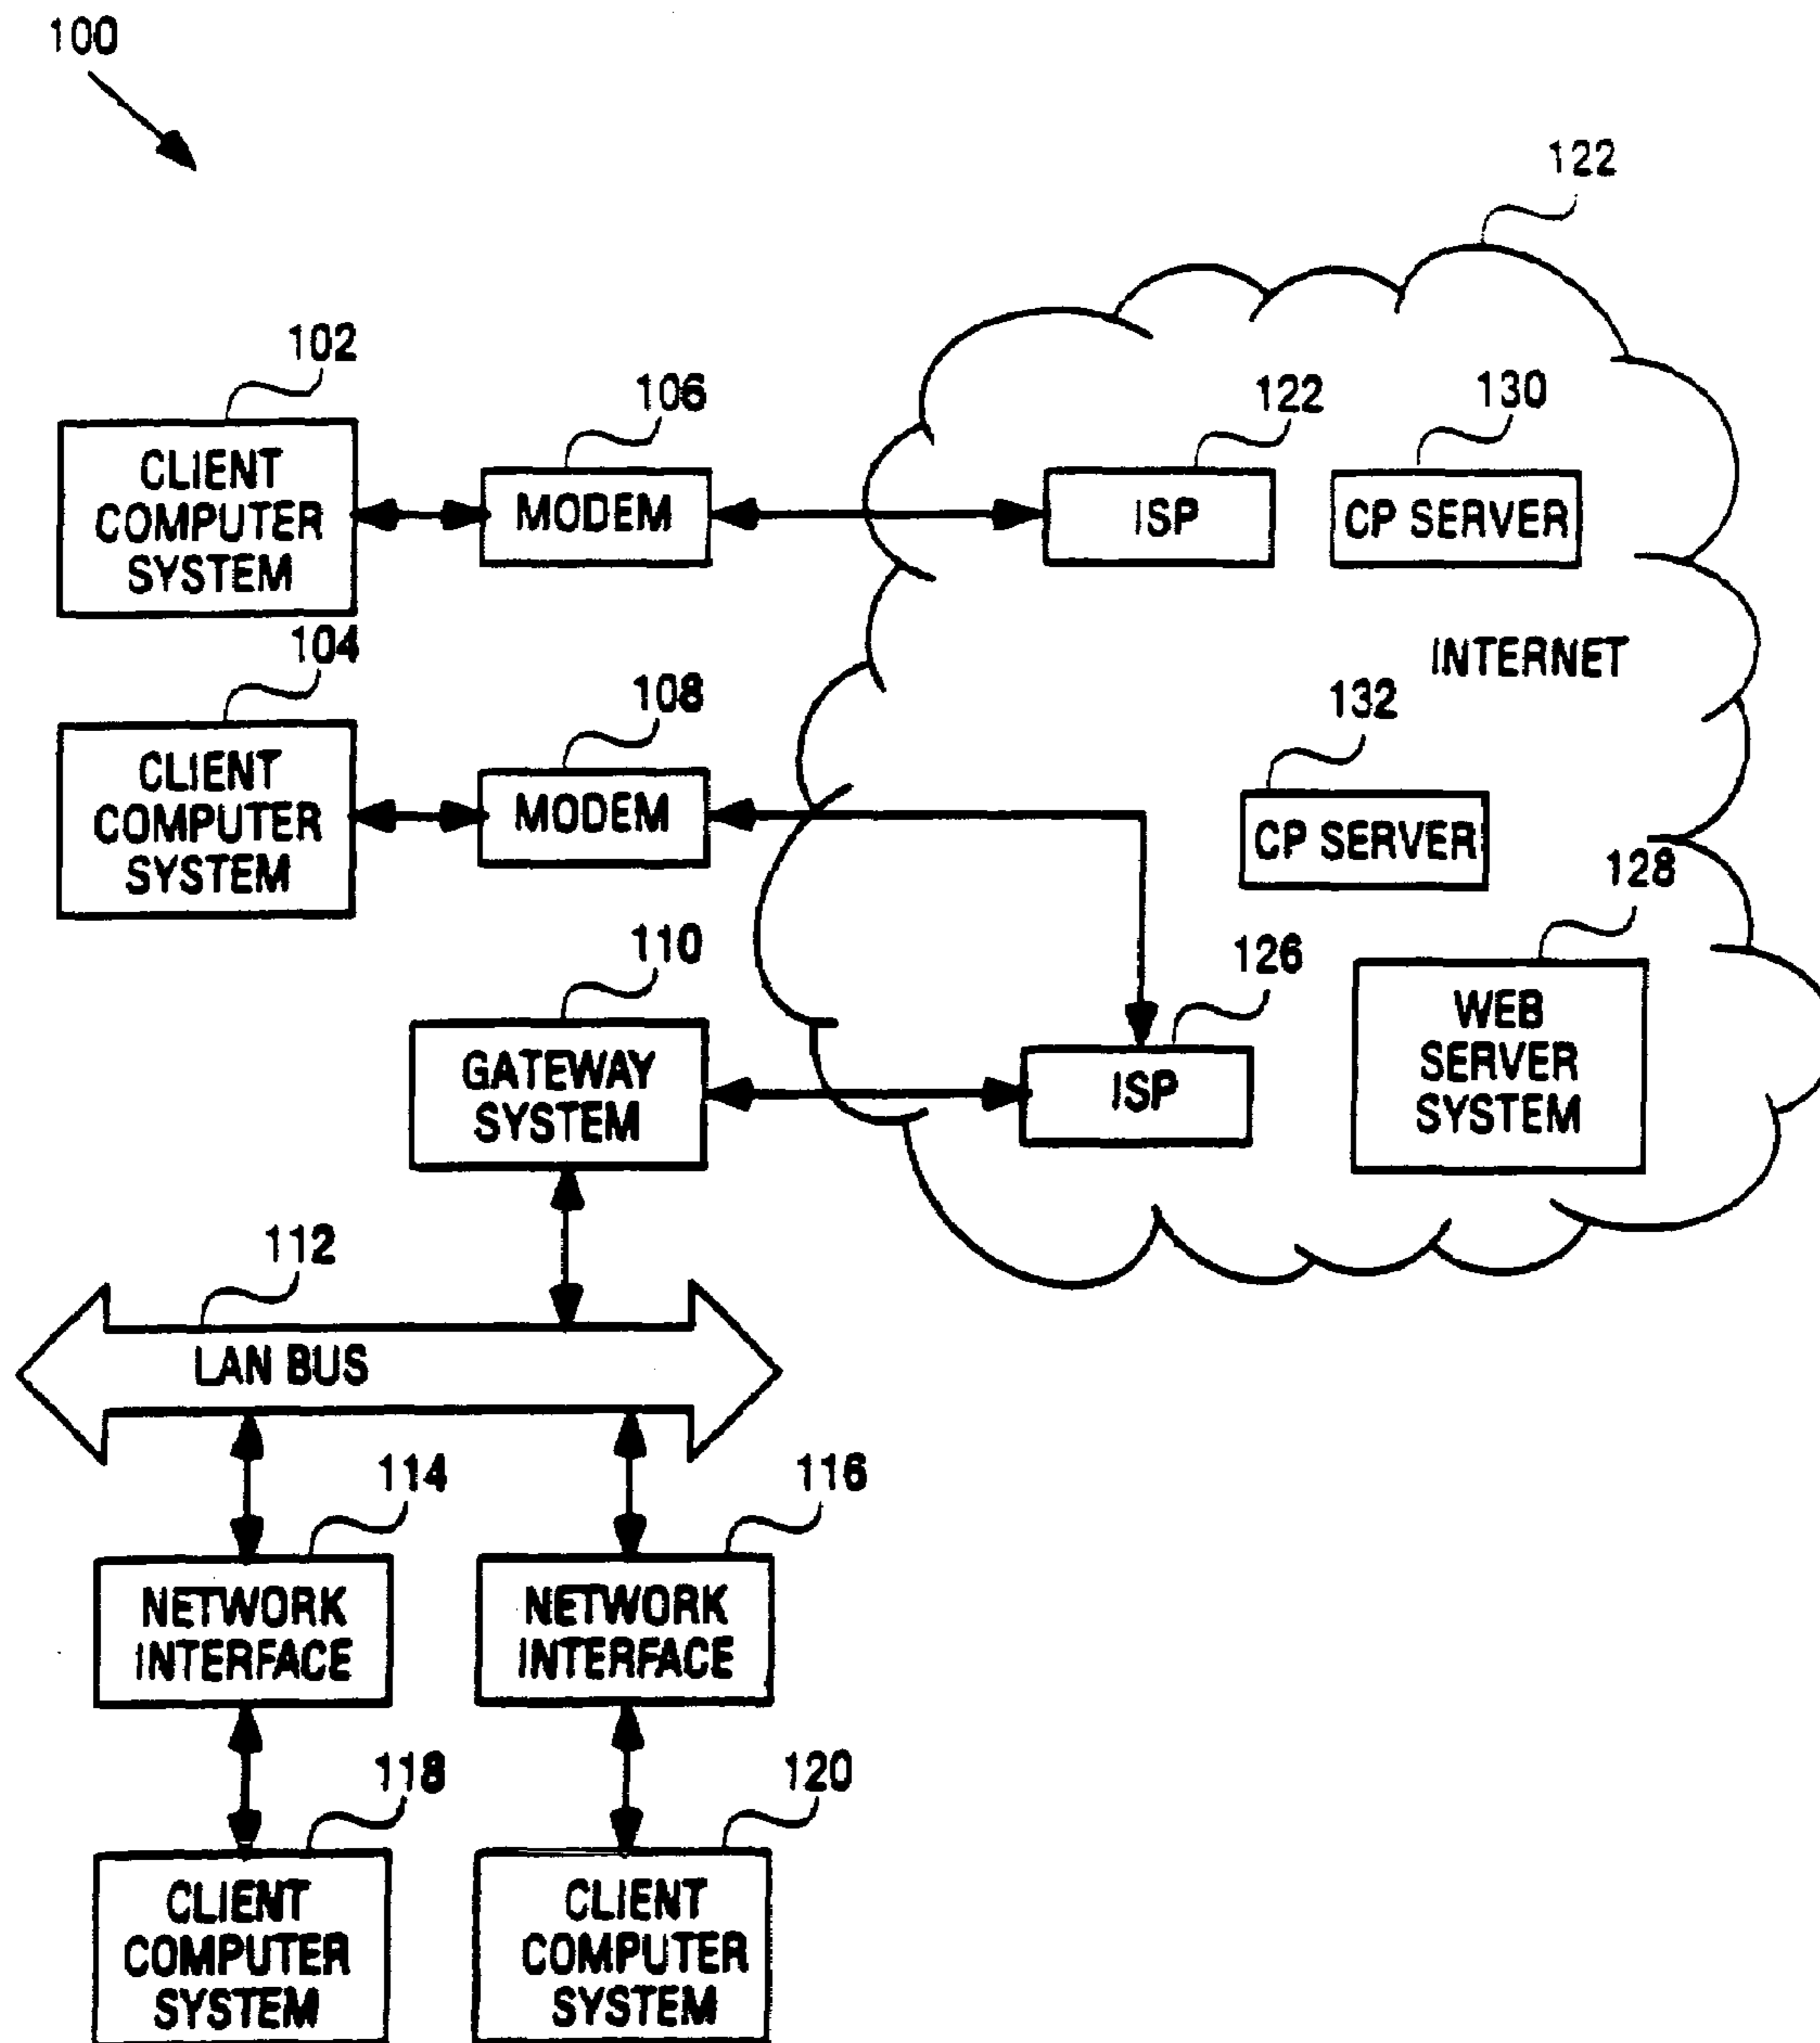 100
122
102
106
122
130
CLIENT
COMPUTER
SYSTEM
MODEM
ISP
CP SERVER
INTERNET
104
108
132
CLIENT
COMPUTER
SYSTEM
MODEM
CP SERVER
128
110
126
GATEWAY
SYSTEM
ISP
WEB
SERVER
SYSTEM
112
LAN BUS
114
116
NETWORK
INTERFACE
NETWORK
INTERFACE
118
120
CLIENT
COMPUTER
SYSTEM
CLIENT
COMPUTER
SYSTEM